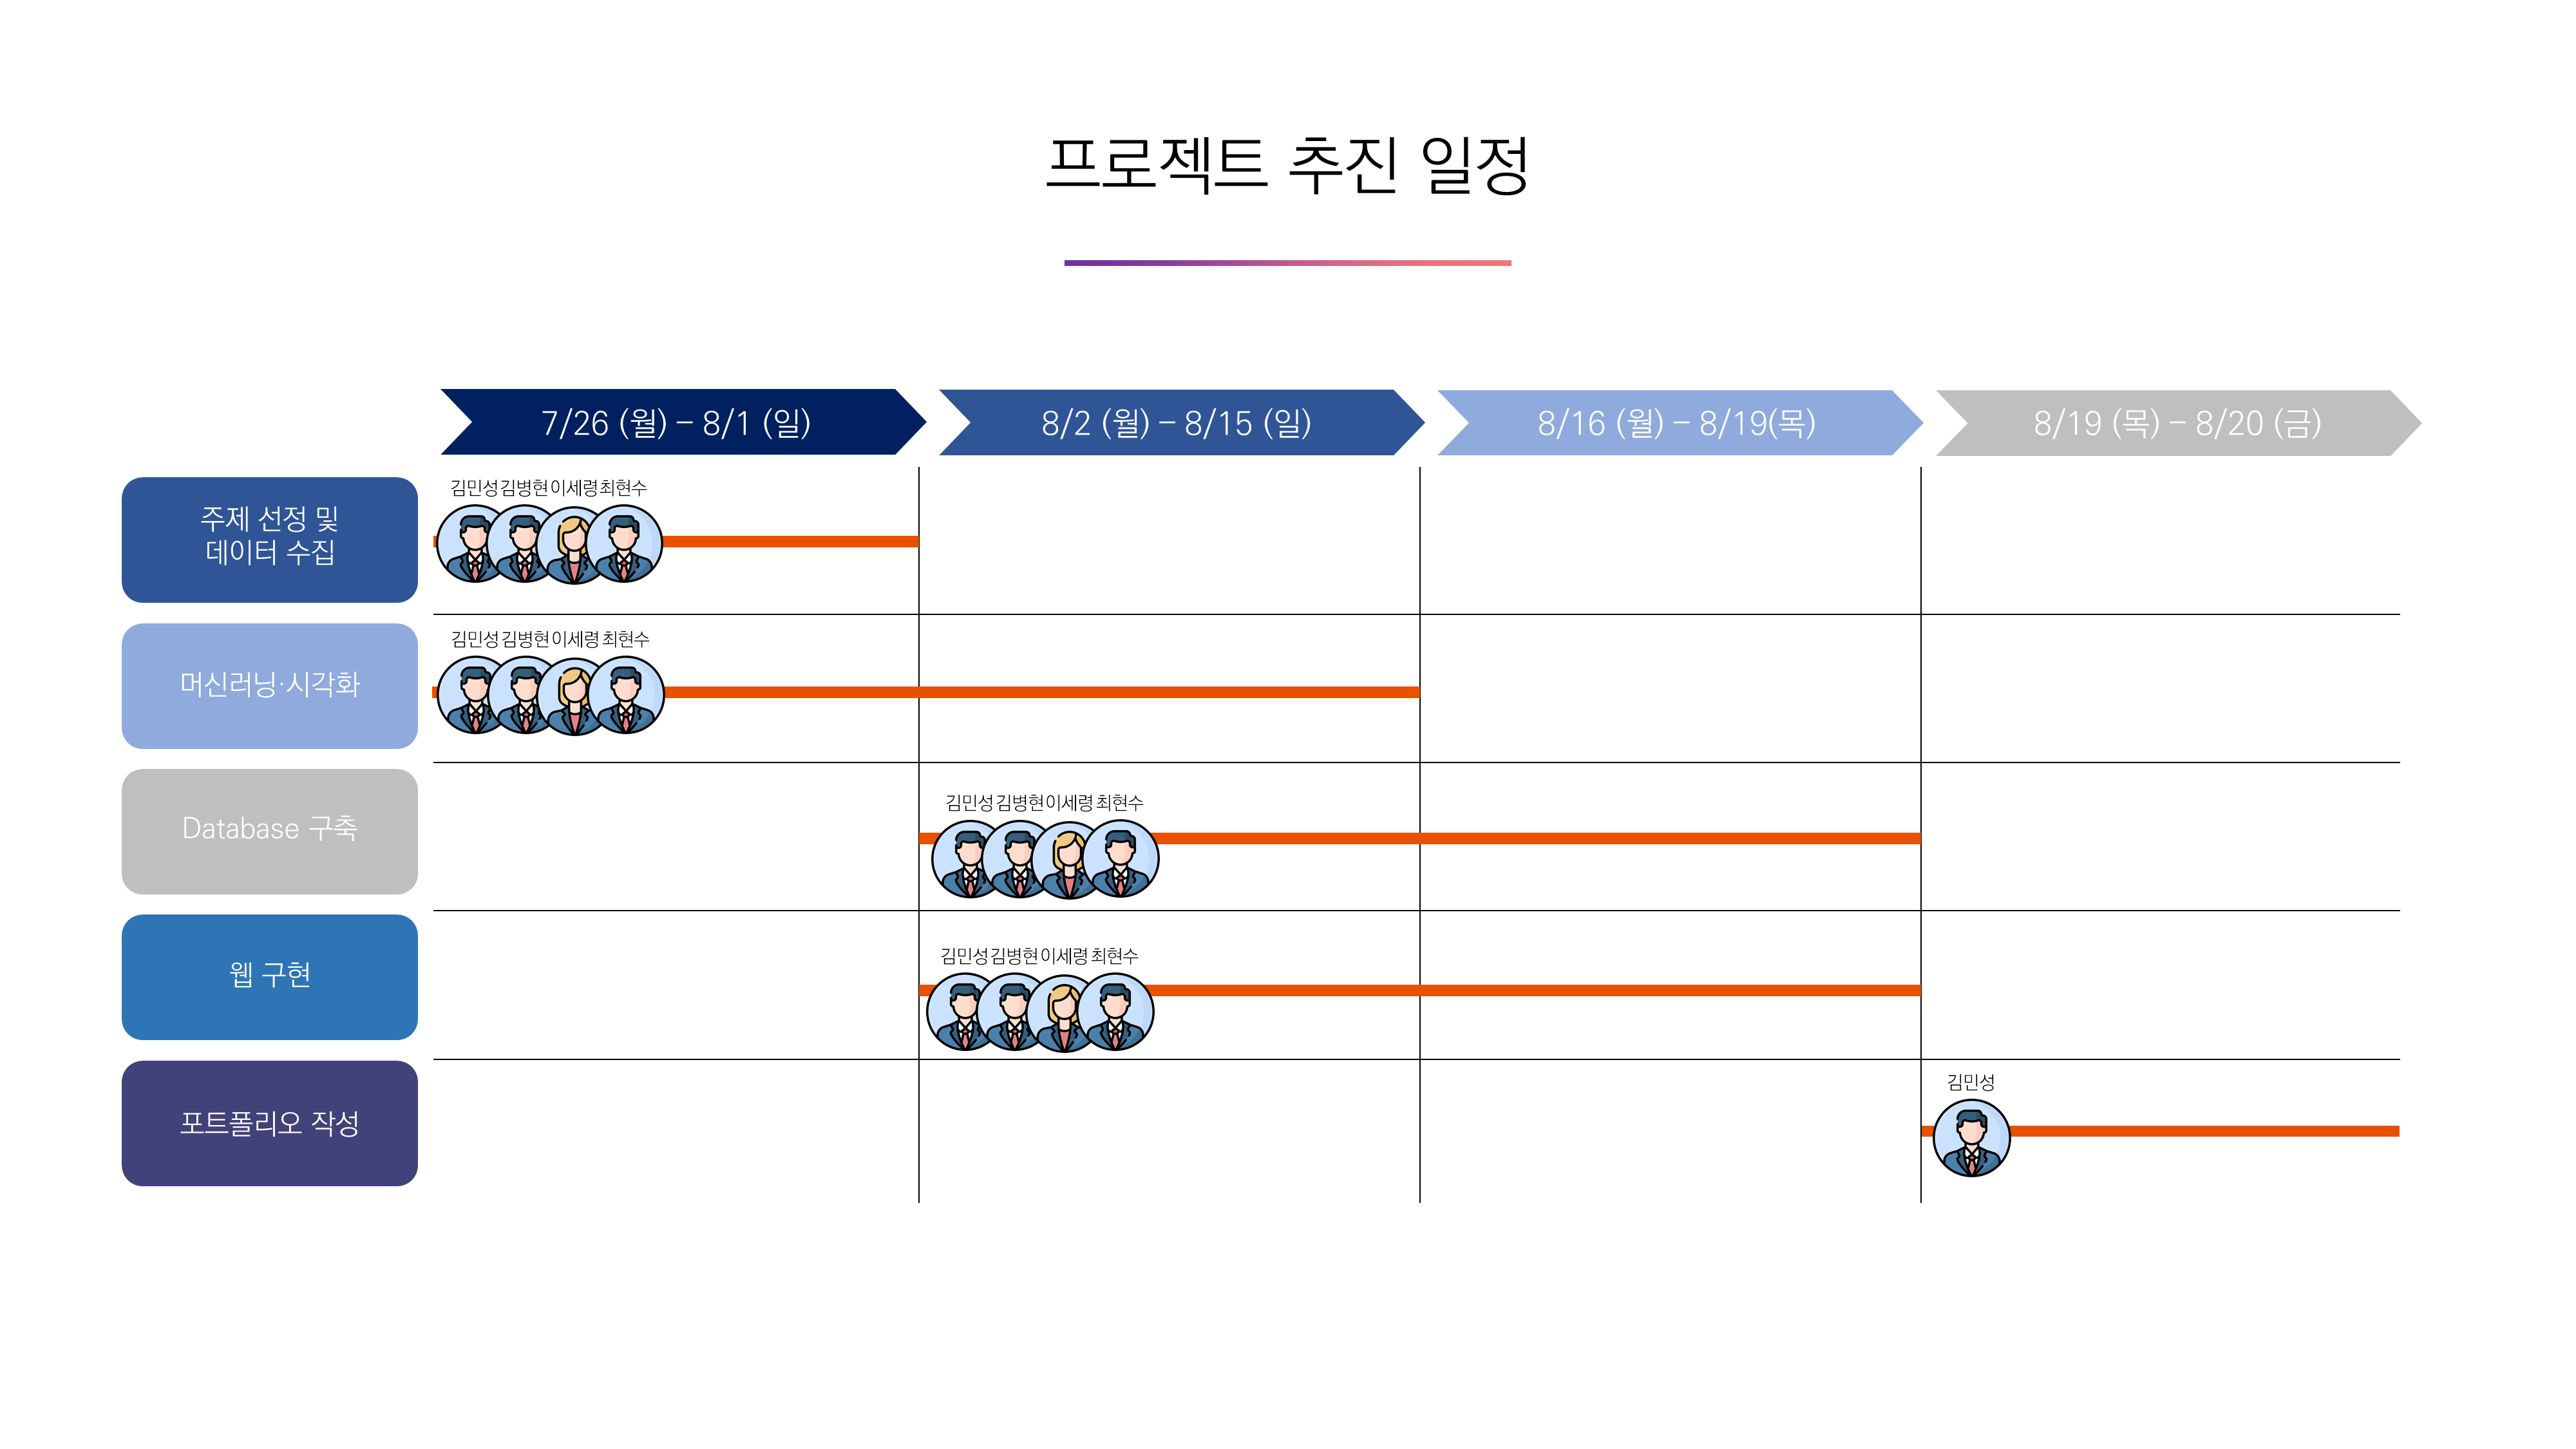 프로젝트 추진 일정
7/26 (월) – 8/1 (일)
8/2 (월) – 8/15 (일)
8/16 (월) – 8/19(목)
8/19 (목) – 8/20 (금)
주제 선정 및
데이터 수집
김민성 김병현 이세령 최현수
머신러닝·시각화
김민성 김병현 이세령 최현수
Database 구축
김민성 김병현 이세령 최현수
웹 구현
김민성 김병현 이세령 최현수
포트폴리오 작성
김민성